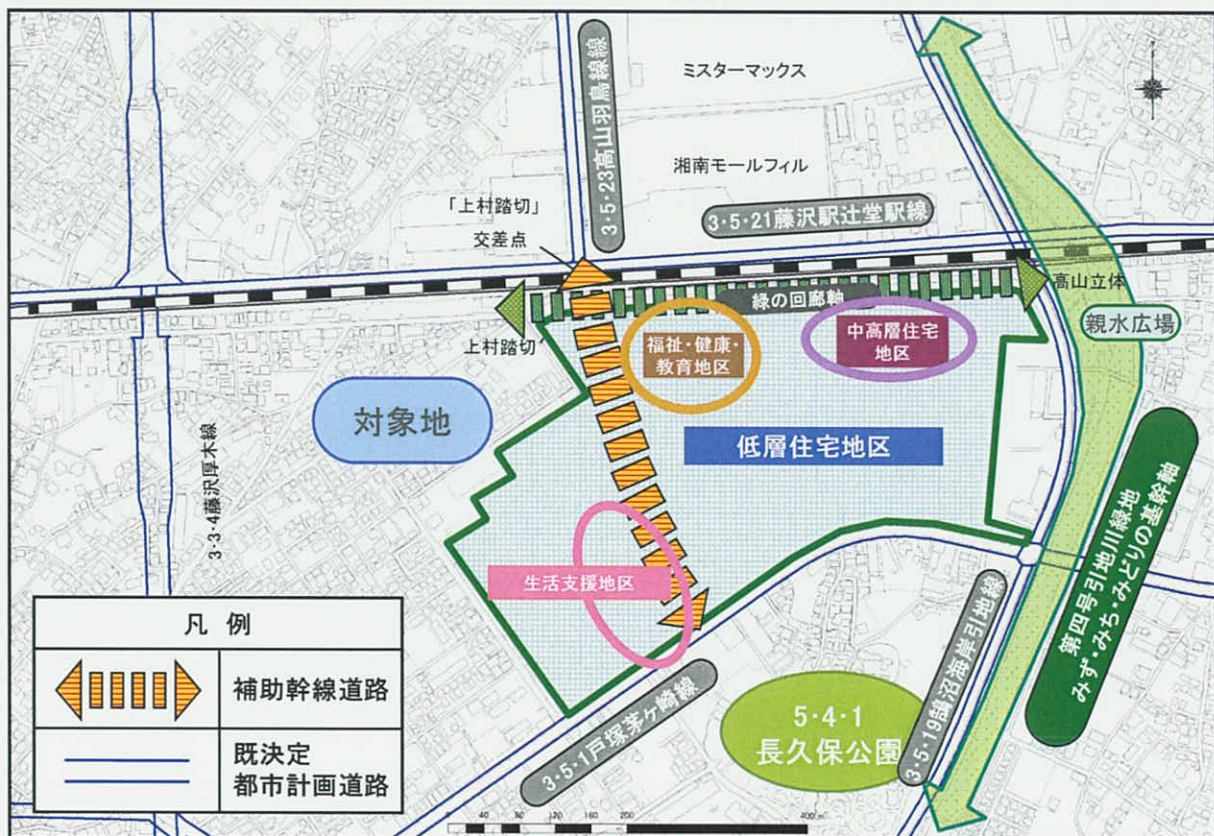 ミスターマックス
3・5・23高山羽鳥線線
湘南モールフィル
「上村踏切」
交差点
3・5・21藤沢駅辻堂駅線
高山立体
緑の回廊軸
親水広場
上村踏切
福祉・健康・
教育地区
中高層住宅
地区
対象地
低層住宅地区
3・3・4藤沢厚木線
生活支援地区
第四号引地川緑地
みず・みち・みどりの基幹軸
3・5・19鵠沼海岸引地線
3・5・1戸塚茅ヶ崎線
5・4・1
長久保公園
凡 例
補助幹線道路
既決定
都市計画道路
40 80 120 160 200 400 m